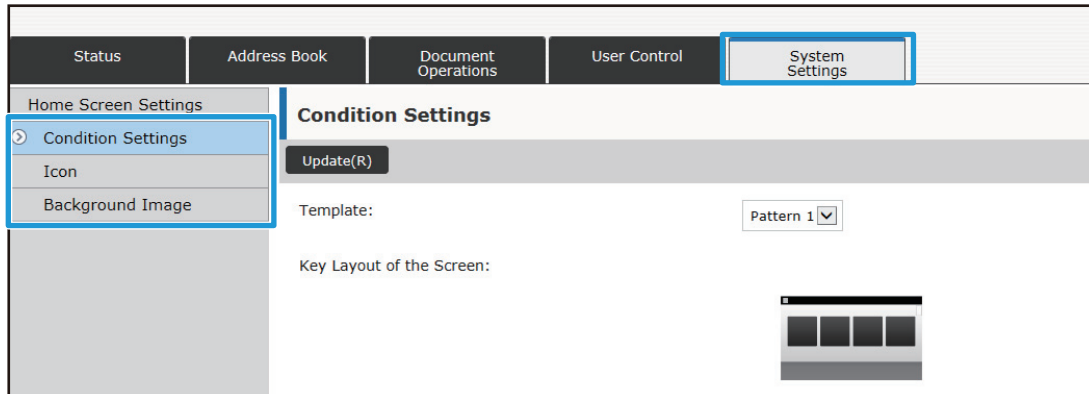 Status
Address Book
Document
Operations
User Control
System
Settings
Home Screen Settings
Condition Settings
Icon
Background Image
Condition Settings
Update(R)
Template:
Pattern 1
Key Layout of the Screen: